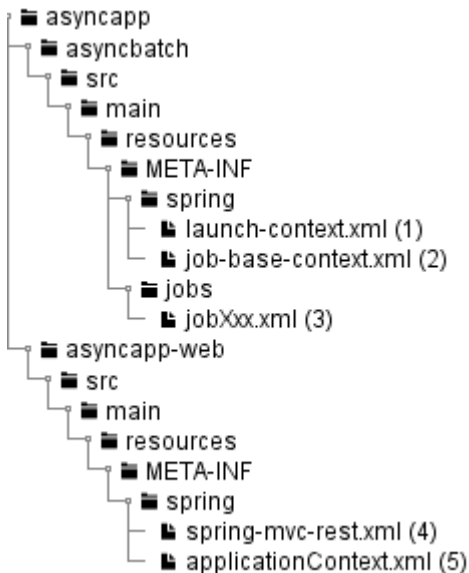 asyncapp
asyncbatch
src
main
resources
META-INF
spring
launch-context.xml (1)
job-base-context.xml (2)
jobs
jobXxx.xml (3)
asyncapp-web
src
main
resources
META-INF
spring
spring-mvc-rest.xml (4)
applicationContext.xml (5)